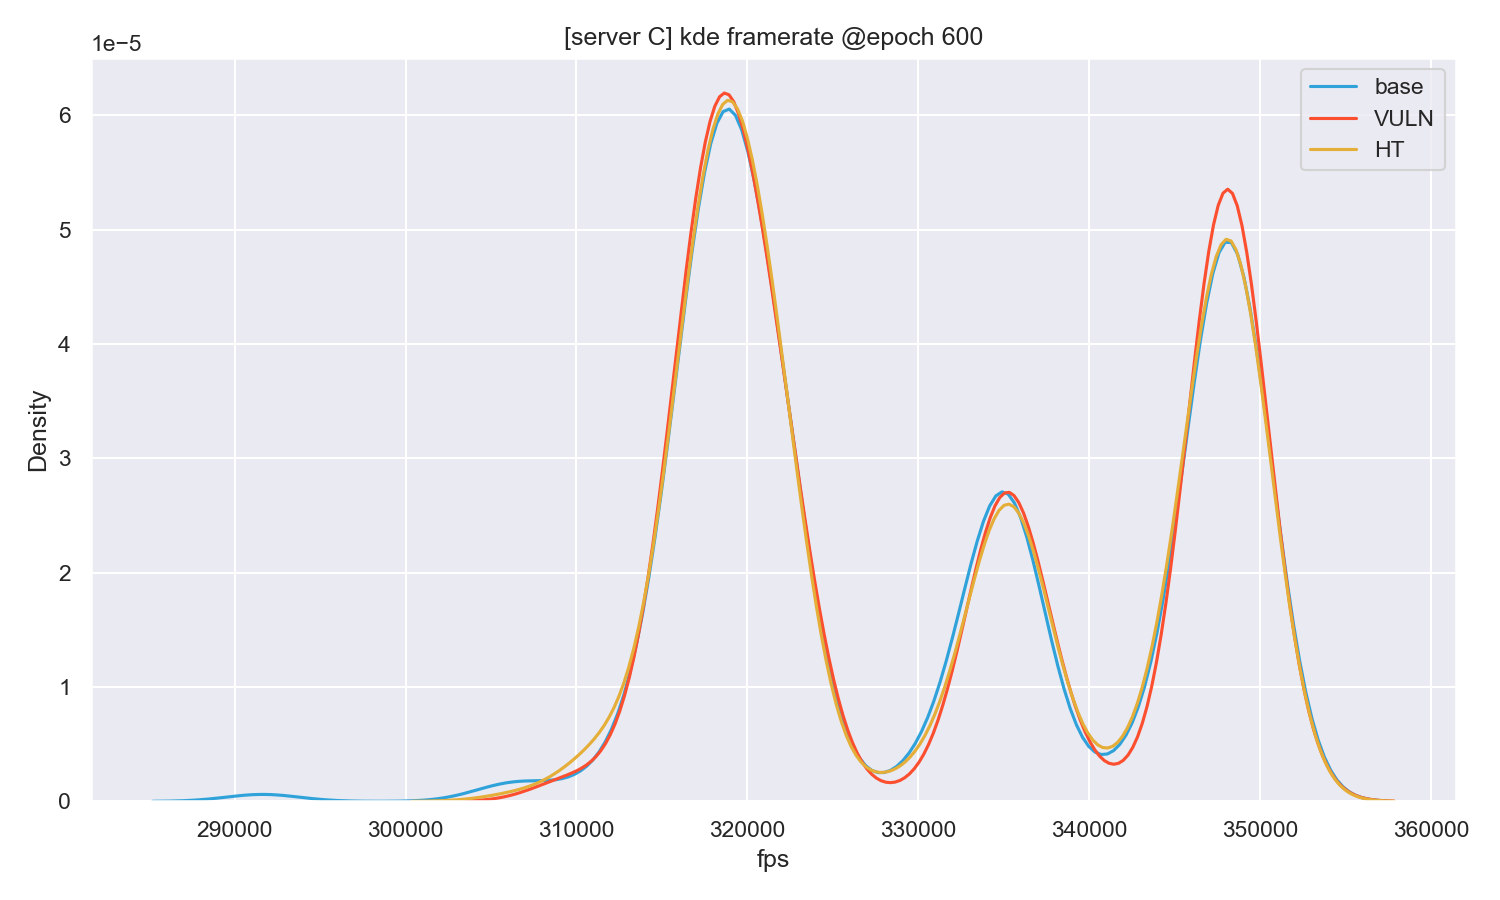 [server C] kde framerate @epoch 600
1e−5
base
VULN
HT
6
5
4
3
2
1
0
Density
290000 300000 310000 320000 330000 340000 350000 360000
fps